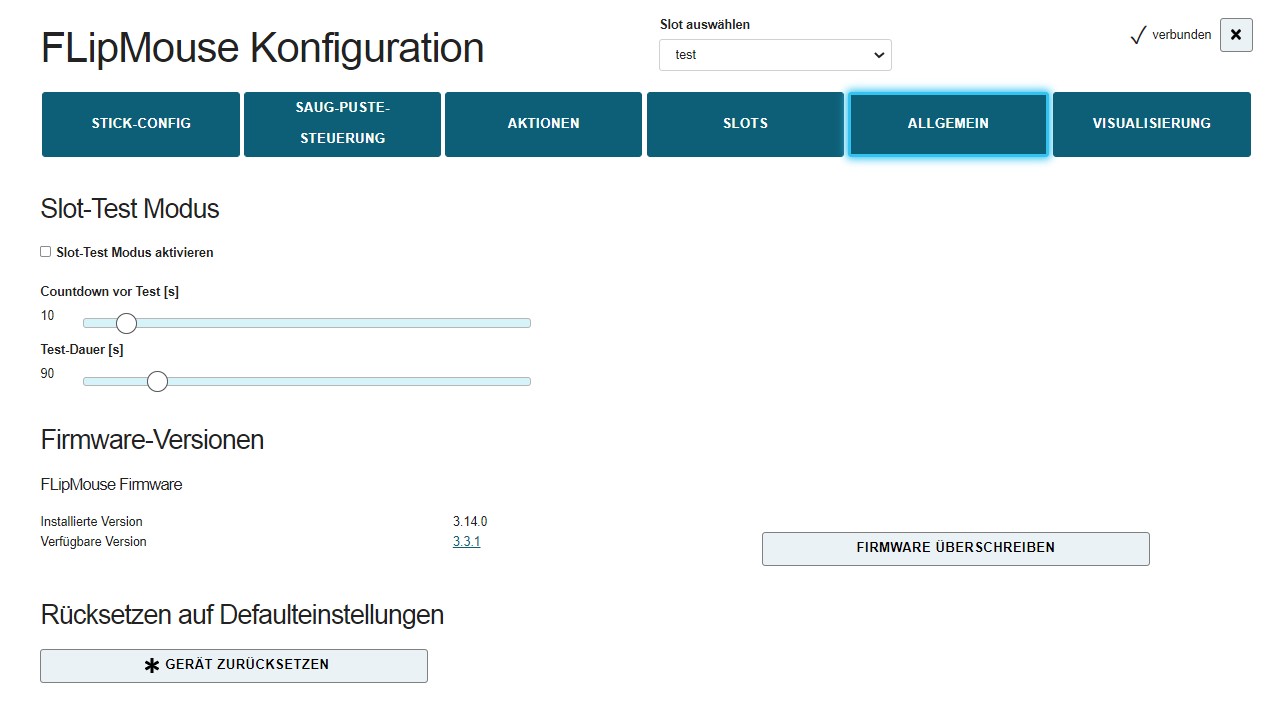 FLipMouse Konfiguration
Slot auswählen
test
verbunden
STICK-CONFIG
SAUG-PUSTE-
STEUERUNG
AKTIONEN
SLOTS
ALLGEMEIN
VISUALISIERUNG
Slot-Test Modus
Slot-Test Modus aktivieren
Countdown vor Test [s]
10
Test-Dauer [s]
90
Firmware-Versionen
FLipMouse Firmware
Installierte Version 3.14.0
Verfügbare Version 3.3.1
FIRMWARE ÜBERSCHREIBEN
Rücksetzen auf Defaulteinstellungen
GERÄT ZURÜCKSETZEN